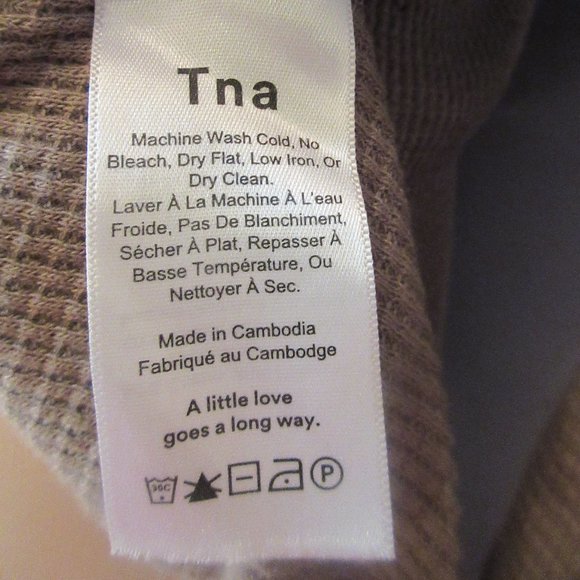 Tna
Machine Wash Cold, No
Bleach, Dry Flat, Low Iron, Or
Dry Clean.
Laver À La Machine À L'eau
Froide, Pas De Blanchiment,
Sécher À Plat, Repasser À
Basse Température, Ou
Nettoyer À Sec.
Made in Cambodia
Fabriqué au Cambodge
A little love
goes a long way.
30C P